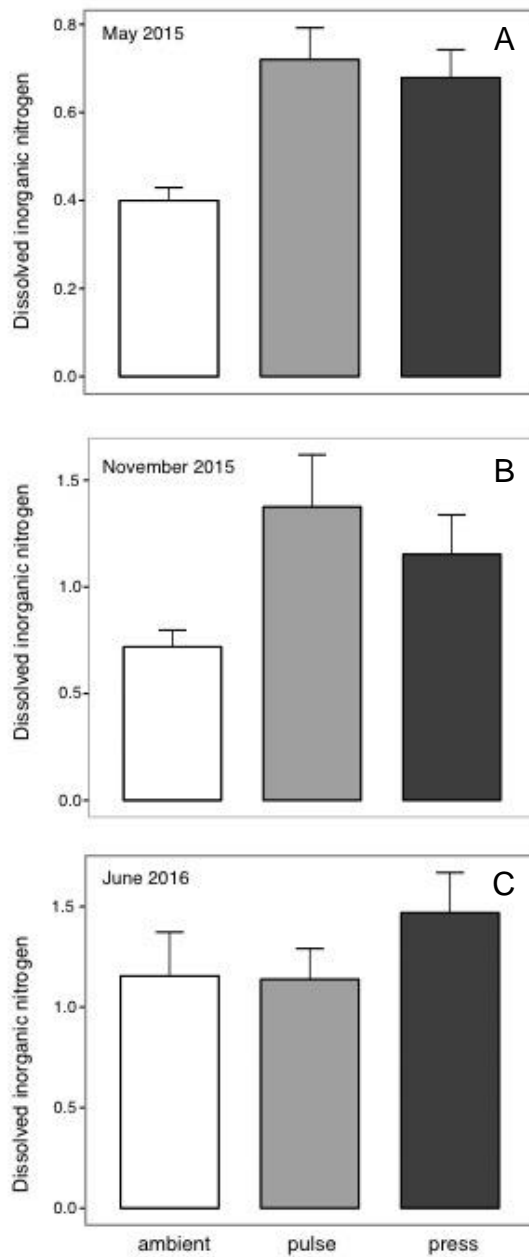 May 2015
A
Dissolved inorganic nitrogen
0.8
0.6
0.4
0.2
0.0
November 2015
B
Dissolved inorganic nitrogen
1.5
1.0
0.5
0.0
June 2016
C
Dissolved inorganic nitrogen
1.5
1.0
0.5
0.0
ambient pulse press